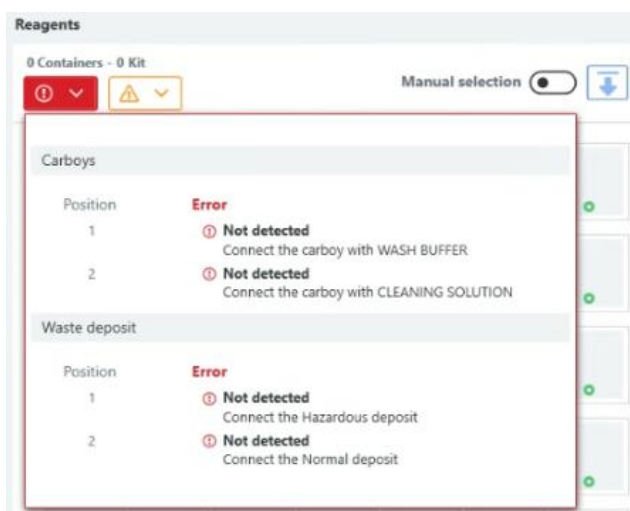 Reagents
0 Containers - 0 Kit
Manual selection
Carboys
Position Error
1 Not detected
Connect the carboy with WASH BUFFER
2 Not detected
Connect the carboy with CLEANING SOLUTION
Waste deposit
Position Error
1 Not detected
Connect the Hazardous deposit
2 Not detected
Connect the Normal deposit